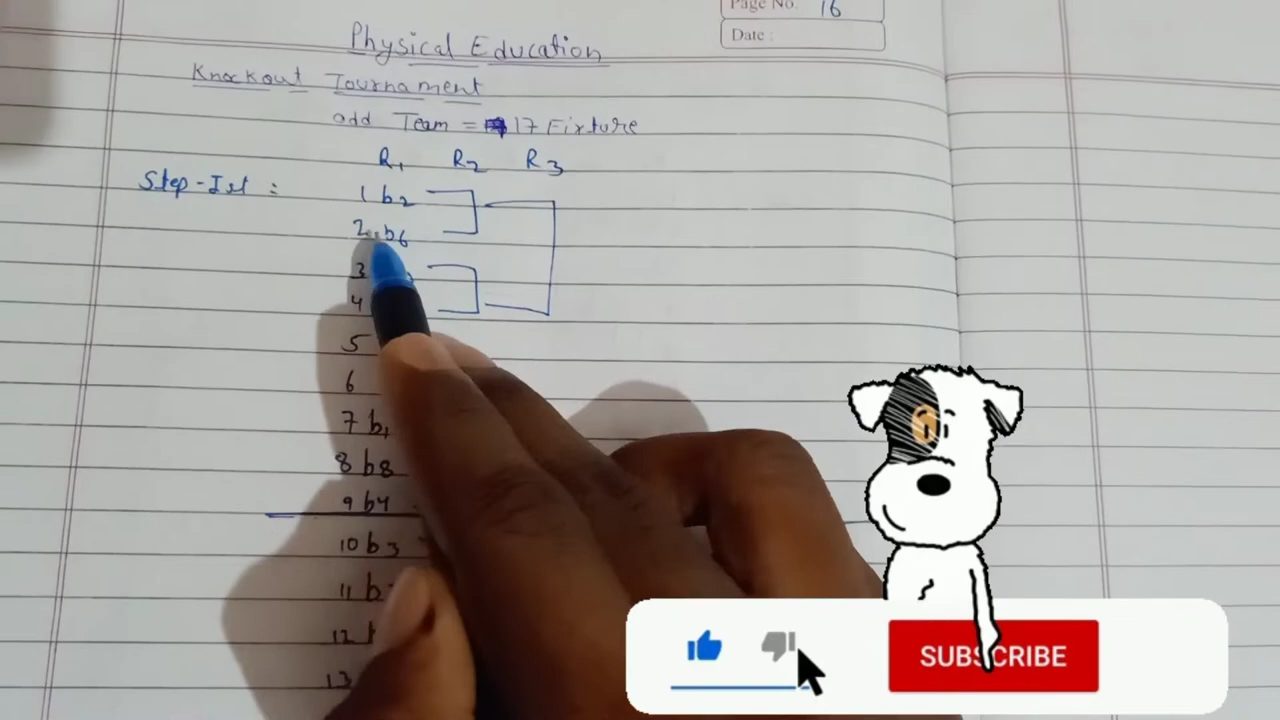 Page No. 16
Date :
Physical Education
Knockout Tournament
odd Team = 17 Fixture
R1 R2 R3
Step-Ist :
1 b2
2 b6
3
4
5
6
7 b1
8 b8
9 b4
10 b3
11 b
12
13
SUBSCRIBE